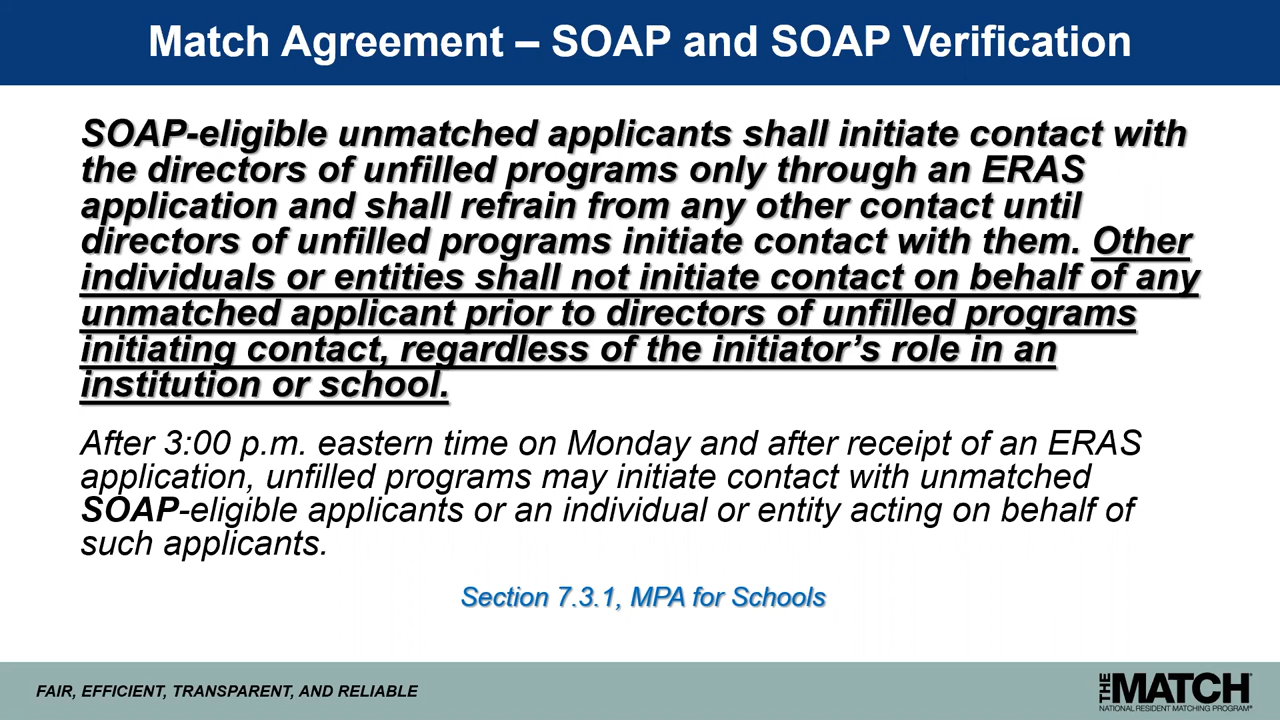 Match Agreement – SOAP and SOAP Verification
SOAP-eligible unmatched applicants shall initiate contact with
the directors of unfilled programs only through an ERAS
application and shall refrain from any other contact until
directors of unfilled programs initiate contact with them. Other
individuals or entities shall not initiate contact on behalf of any
unmatched applicant prior to directors of unfilled programs
initiating contact, regardless of the initiator’s role in an
institution or school.
After 3:00 p.m. eastern time on Monday and after receipt of an ERAS
application, unfilled programs may initiate contact with unmatched
SOAP-eligible applicants or an individual or entity acting on behalf of
such applicants.
Section 7.3.1, MPA for Schools
FAIR, EFFICIENT, TRANSPARENT, AND RELIABLE
THE MATCH
NATIONAL RESIDENT MATCHING PROGRAM®